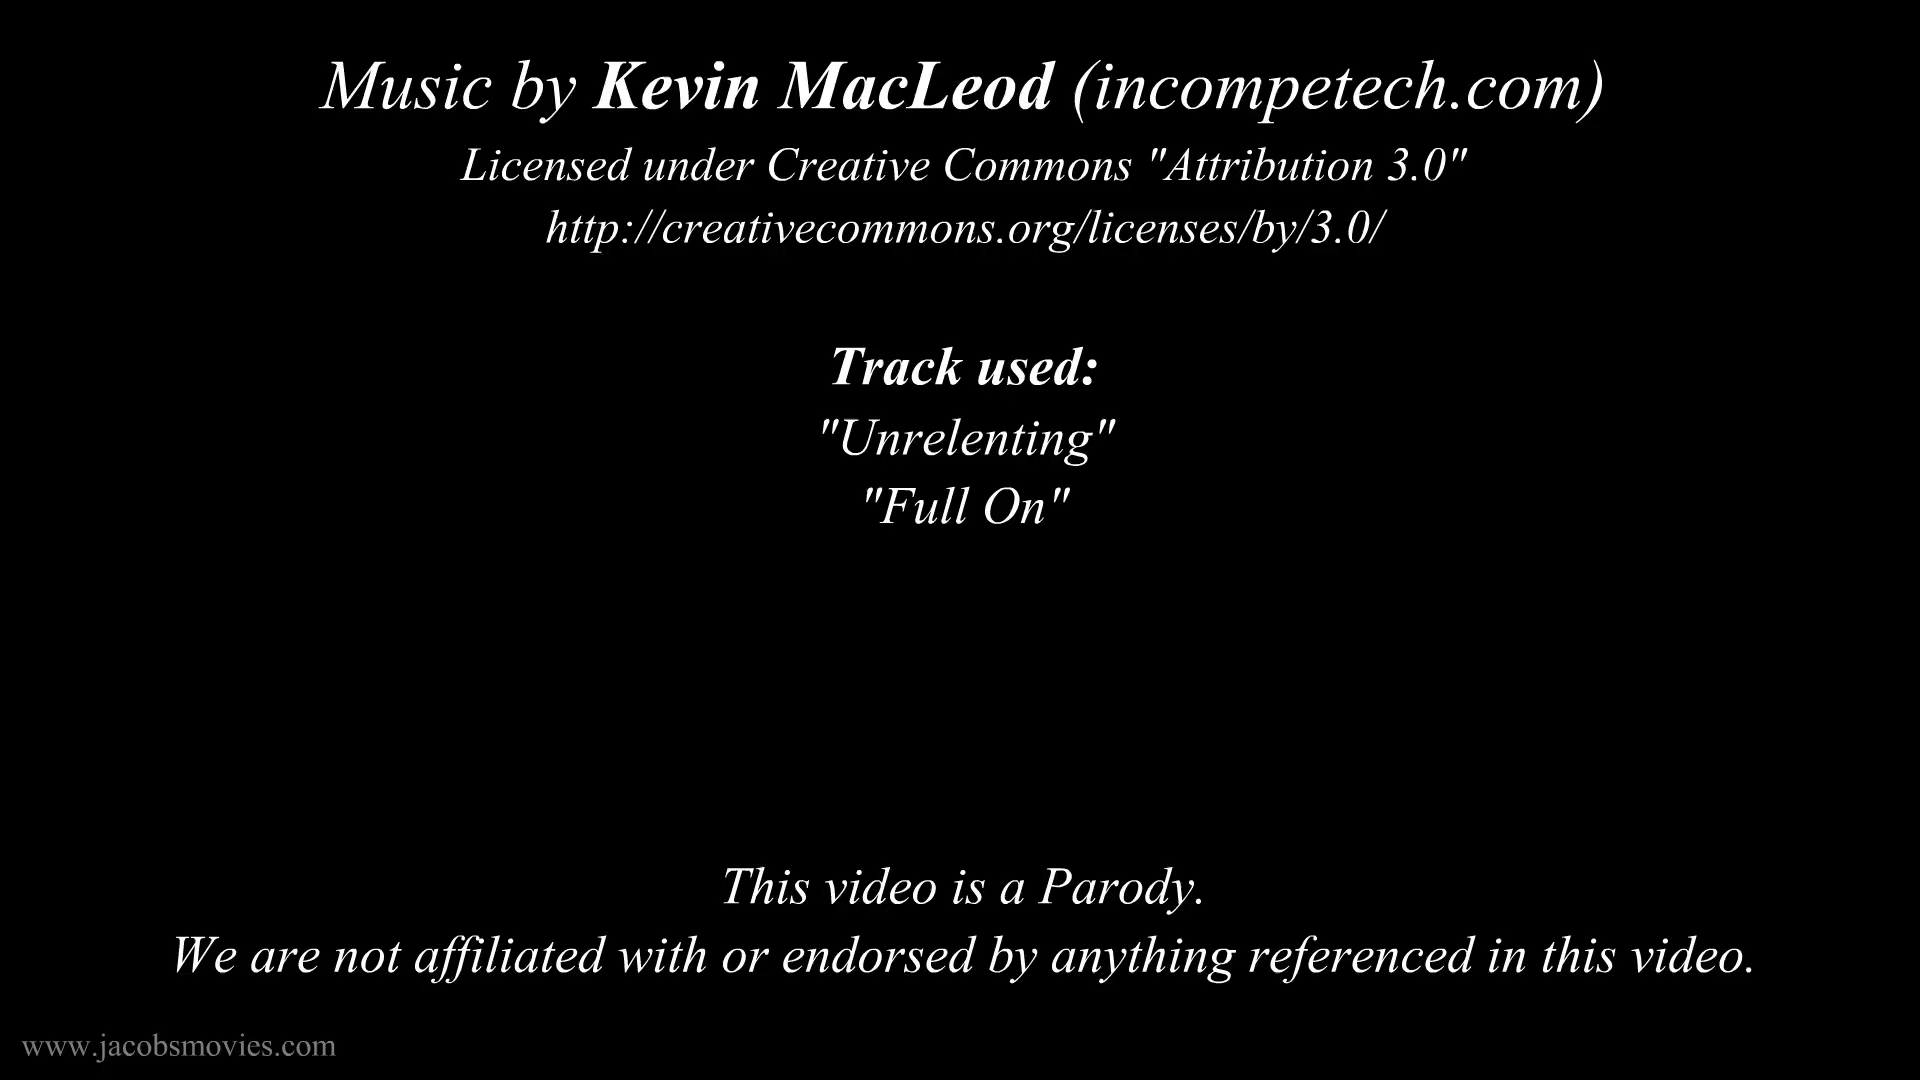 Music by Kevin MacLeod (incompetech.com)
Licensed under Creative Commons "Attribution 3.0"
http://creativecommons.org/licenses/by/3.0/
Track used:
"Unrelenting"
"Full On"
This video is a Parody.
We are not affiliated with or endorsed by anything referenced in this video.
www.jacobsmovies.com